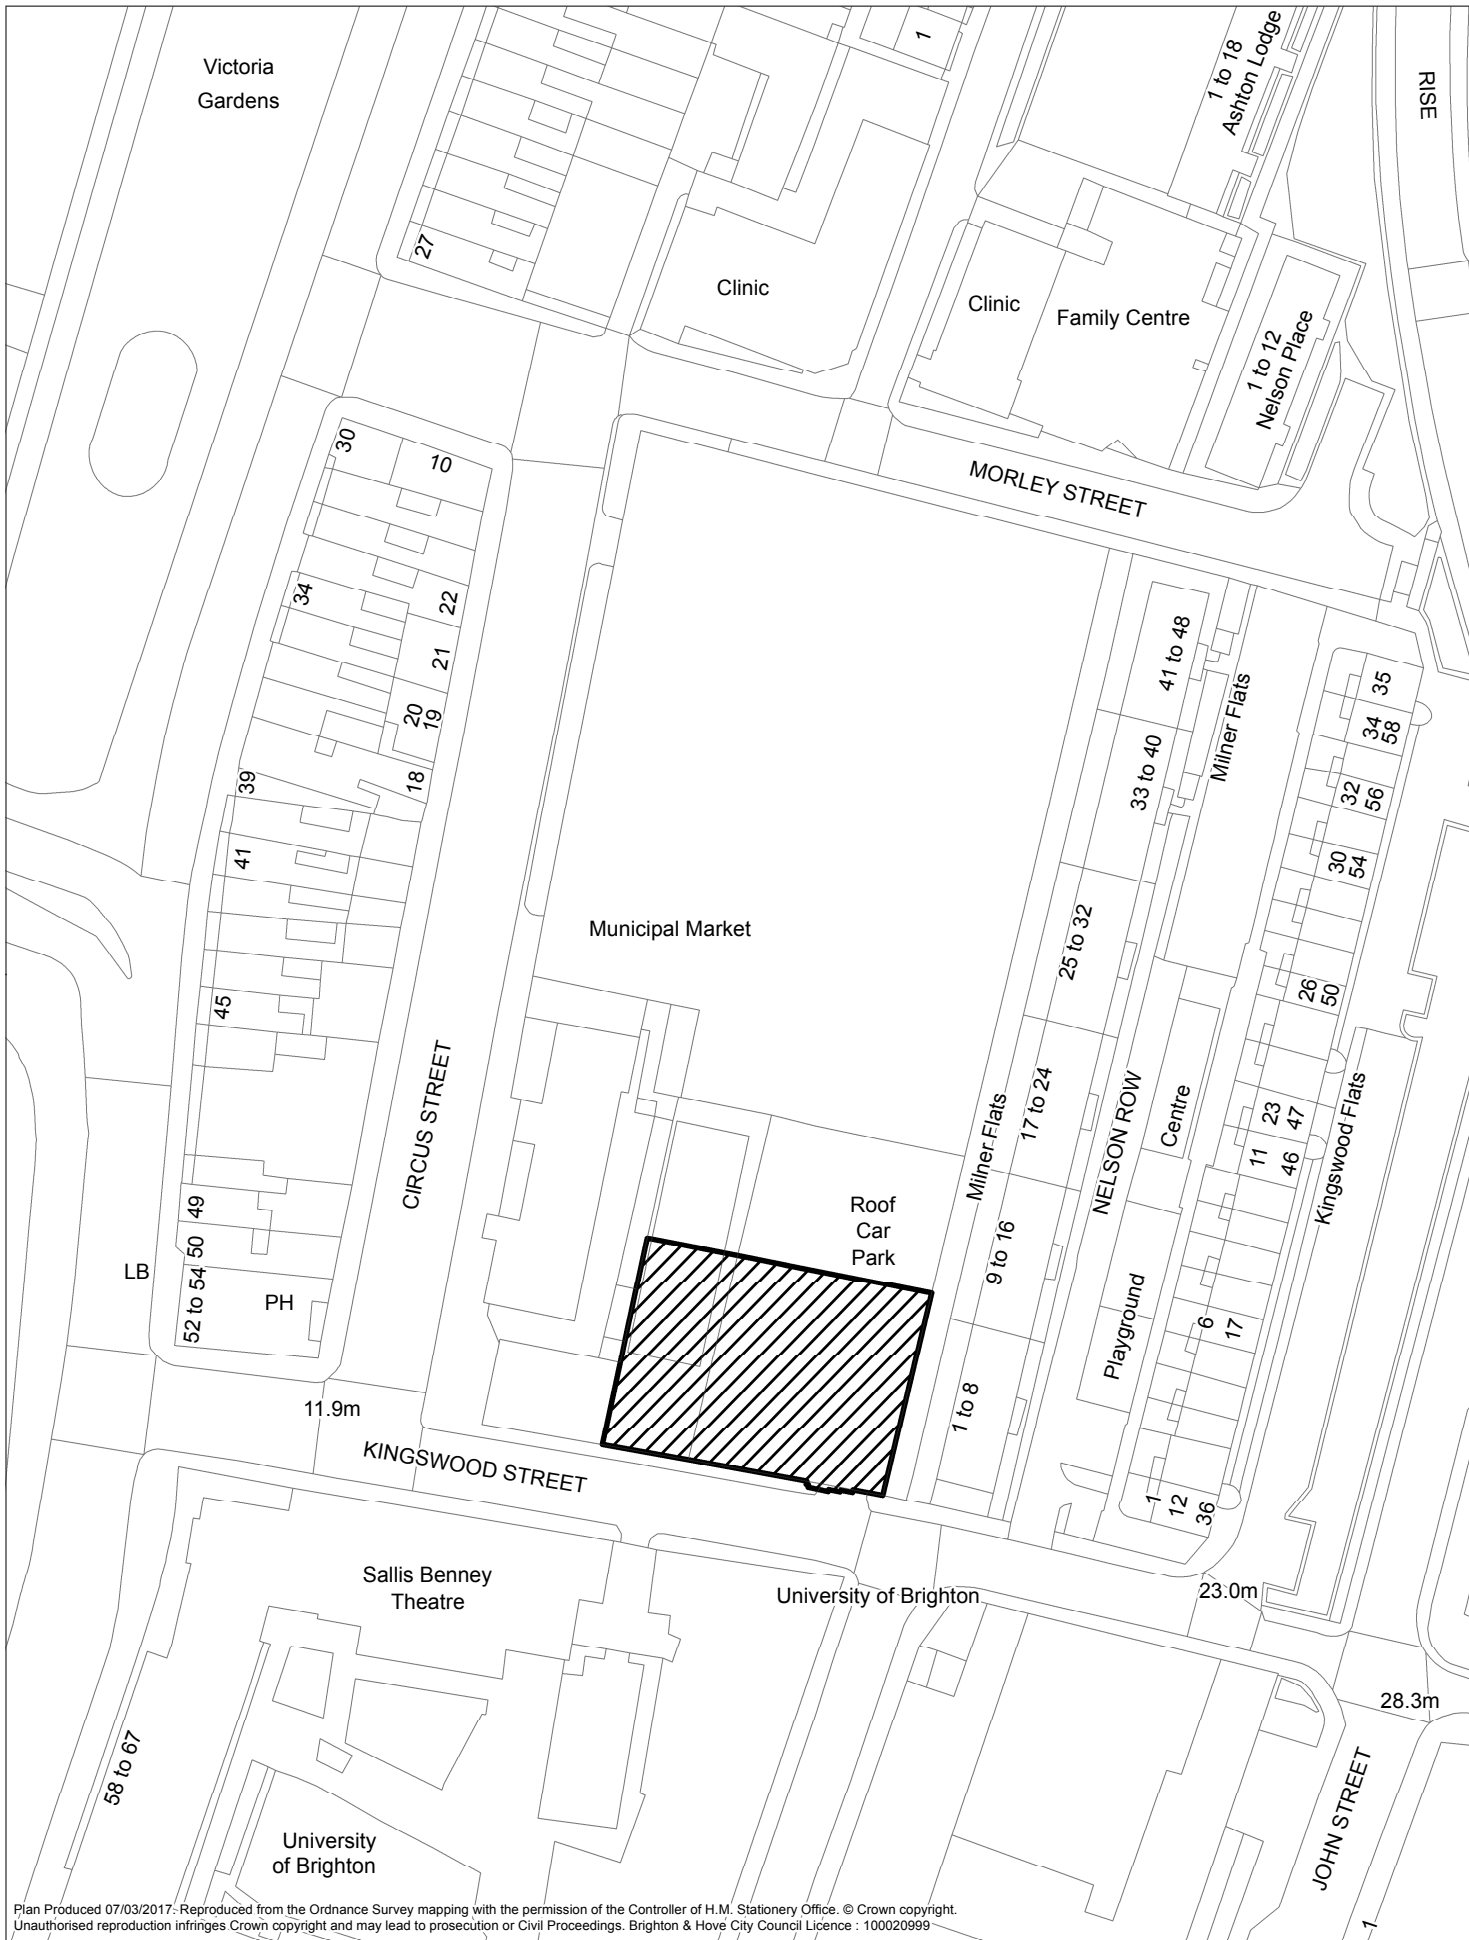 Victoria
Gardens
1
1 to 18
Ashton Lodge
RISE
27
Clinic
Clinic
Family Centre
1 to 12
Nelson Place
30
10
MORLEY STREET
34
22
21
20
19
18
39
41
45
41 to 48
Milner Flats
33 to 40
35
34
58
32
56
30
54
Municipal Market
25 to 32
26
50
CIRCUS STREET
17 to 24
Milner Flats
NELSON ROW
Centre
23
47
11
46
Kingswood Flats
49
50
52 to 54
LB
PH
Roof
Car
Park
9 to 16
Playground
6
17
1 to 8
11.9m
KINGSWOOD STREET
1
12
36
Sallis Benney
Theatre
University of Brighton
23.0m
28.3m
58 to 67
University
of Brighton
JOHN STREET
1
Plan Produced 07/03/2017. Reproduced from the Ordnance Survey mapping with the permission of the Controller of H.M. Stationery Office. © Crown copyright.
Unauthorised reproduction infringes Crown copyright and may lead to prosecution or Civil Proceedings. Brighton & Hove City Council Licence : 100020999